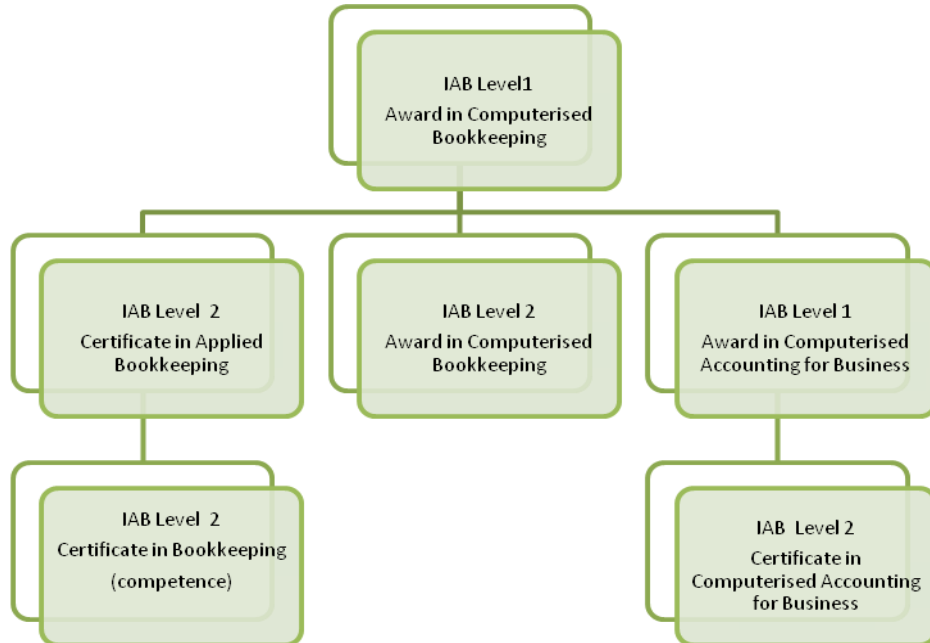 IAB Level1
Award in Computerised
Bookkeeping
IAB Level 2
Certificate in Applied
Bookkeeping
IAB Level 2
Award in Computerised
Bookkeeping
IAB Level 1
Award in Computerised
Accounting for Business
IAB Level 2
Certificate in Bookkeeping
(competence)
IAB Level 2
Certificate in
Computerised Accounting
for Business